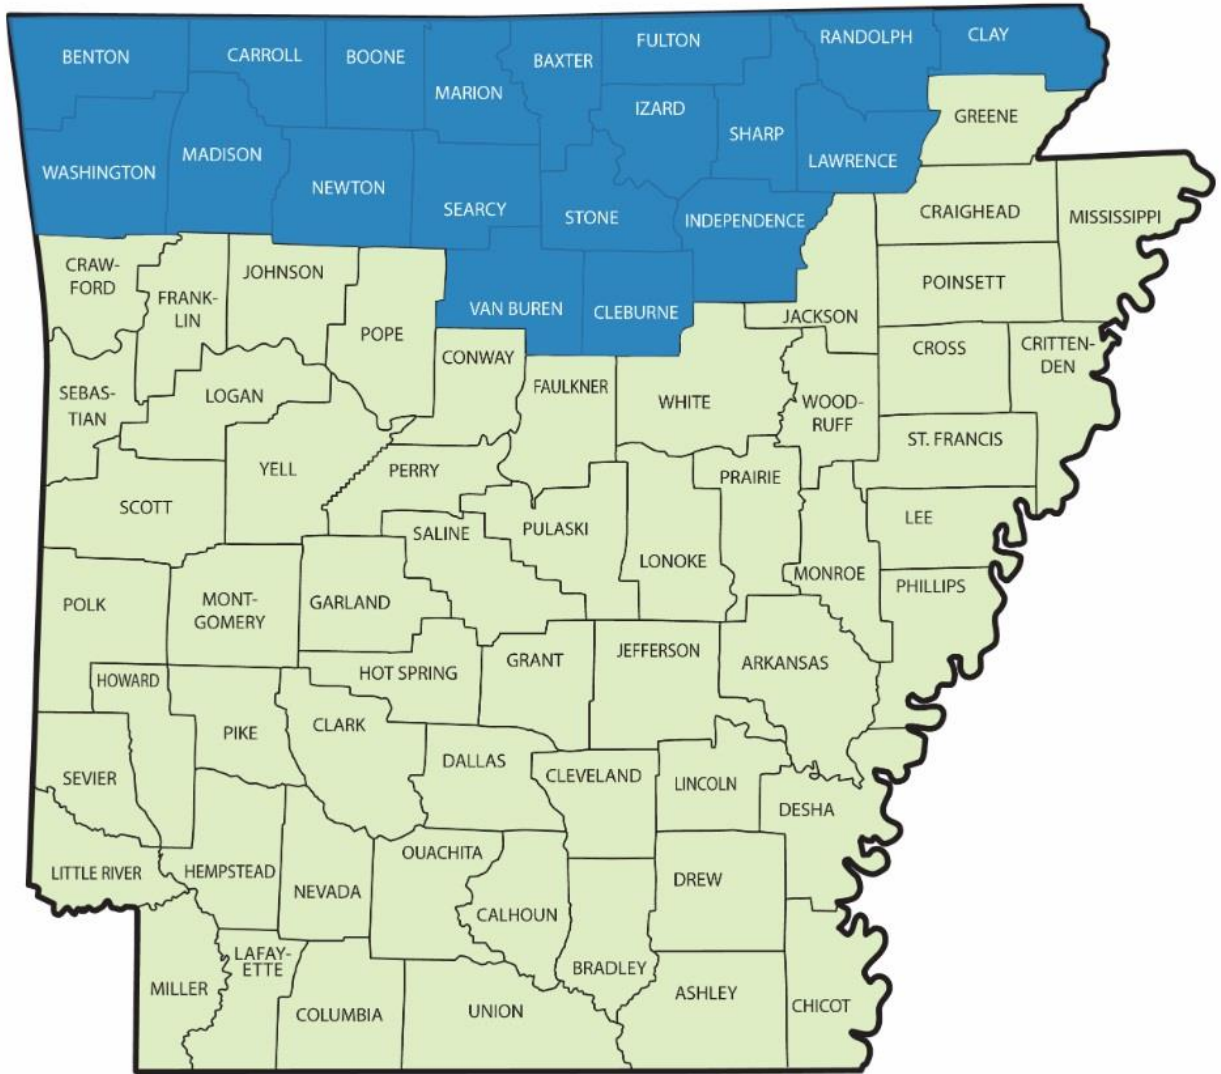 BENTON
CARROLL
BOONE
MARION
BAXTER
FULTON
RANDOLPH
CLAY
IZARD
SHARP
GREENE
LAWRENCE
WASHINGTON
MADISON
NEWTON
SEARCY
STONE
INDEPENDENCE
CRAIGHEAD
MISSISSIPPI
CRAW-
FORD
FRANK-
LIN
JOHNSON
POPE
VAN BUREN
CLEBURNE
JACKSON
POINSETT
CONWAY
FAULKNER
WHITE
WOOD-
RUFF
CROSS
CRITTEN-
DEN
SEBAS-
TIAN
LOGAN
ST. FRANCIS
YELL
PERRY
PRAIRIE
SCOTT
SALINE
PULASKI
LONOKE
MONROE
LEE
PHILLIPS
POLK
MONT-
GOMERY
GARLAND
HOT SPRING
GRANT
JEFFERSON
ARKANSAS
HOWARD
PIKE
CLARK
DALLAS
CLEVELAND
LINCOLN
DESHA
SEVIER
LITTLE RIVER
HEMPSTEAD
NEVADA
OUACHITA
CALHOUN
DREW
BRADLEY
MILLER
LAFAY-
ETTE
COLUMBIA
UNION
ASHLEY
CHICOT